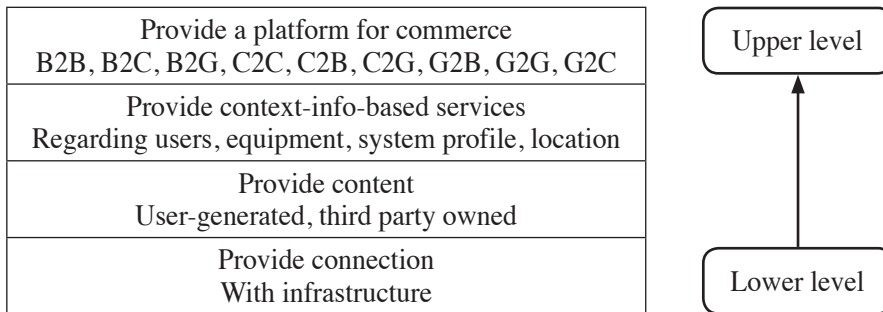 Provide a platform for commerce
B2B, B2C, B2G, C2C, C2B, C2G, G2B, G2G, G2C
Provide context-info-based services
Regarding users, equipment, system profile, location
Provide content
User-generated, third party owned
Provide connection
With infrastructure
Upper level
Lower level